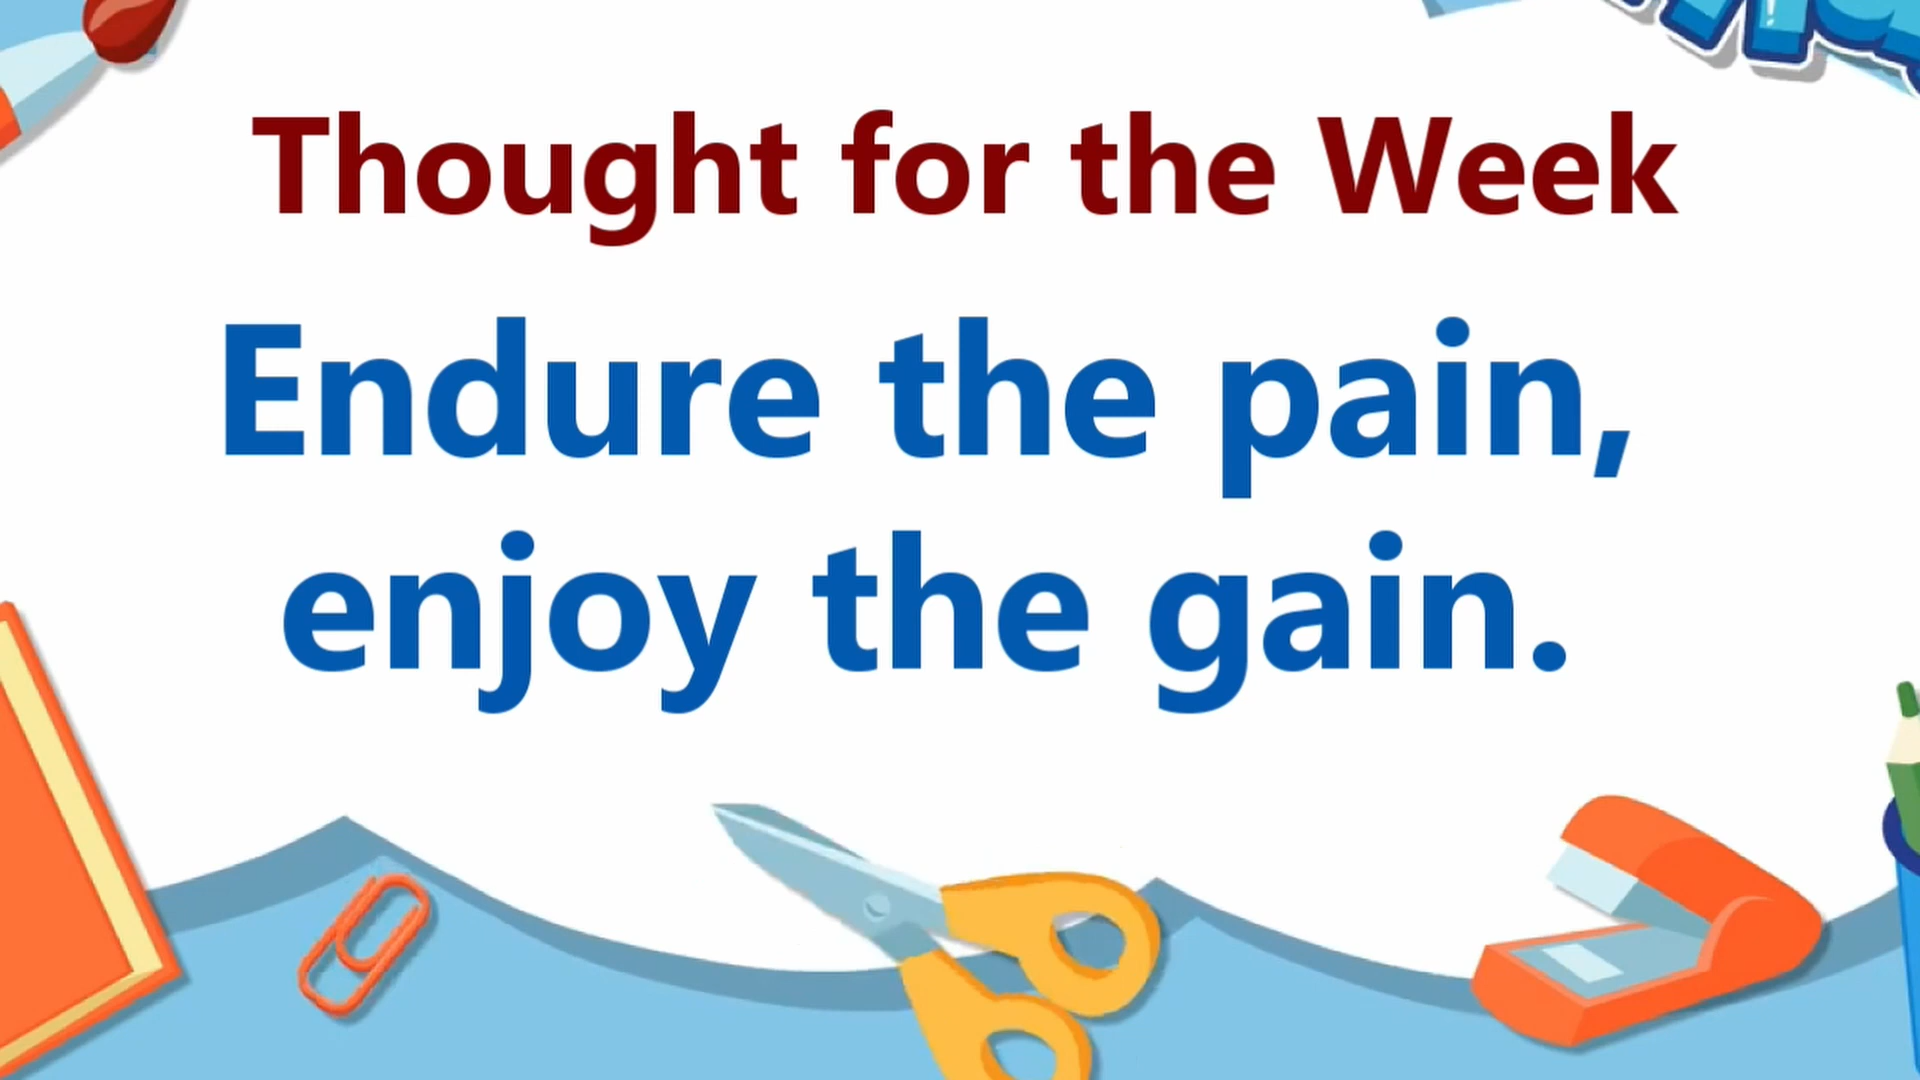 Thought for the Week
Endure the pain,
enjoy the gain.